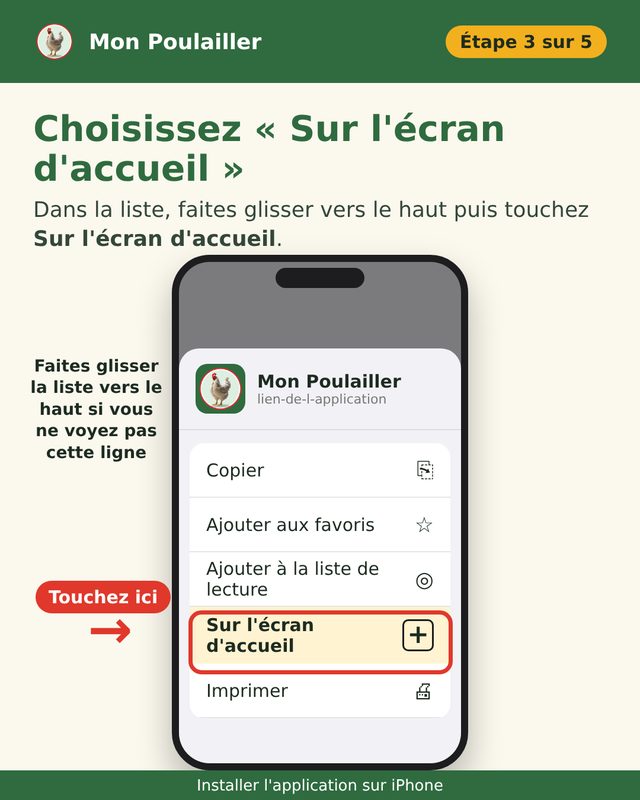 Mon Poulailler
Étape 3 sur 5
Choisissez « Sur l'écran
d'accueil »
Dans la liste, faites glisser vers le haut puis touchez
Sur l'écran d'accueil.
Faites glisser
la liste vers le
haut si vous
ne voyez pas
cette ligne
Mon Poulailler
lien-de-l-application
Copier
Ajouter aux favoris
Ajouter à la liste de
lecture
Touchez ici
Sur l'écran
d'accueil
Imprimer
Installer l'application sur iPhone